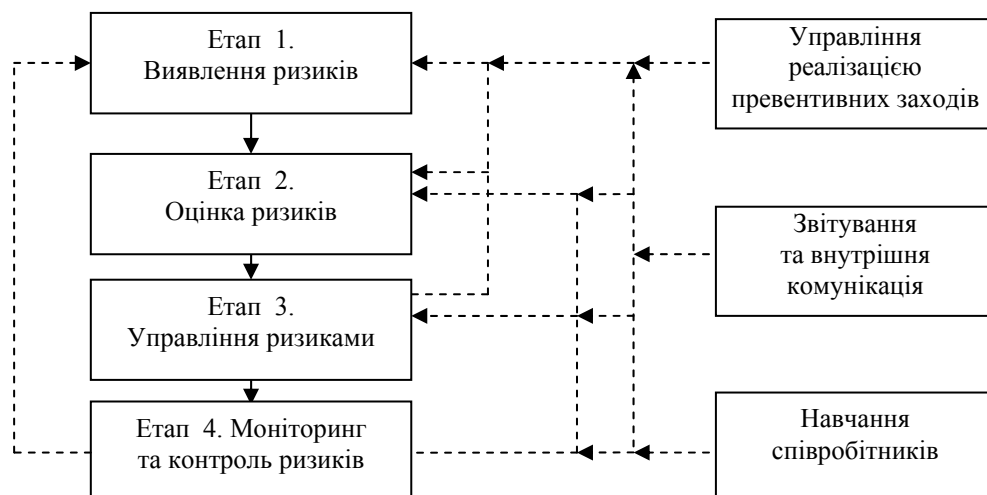 Етап 1.
Виявлення ризиків
Етап 2.
Оцінка ризиків
Етап 3.
Управління ризиками
Етап 4. Моніторинг
та контроль ризиків
Управління
реалізацією
превентивних заходів
Звітування
та внутрішня
комунікація
Навчання
співробітників